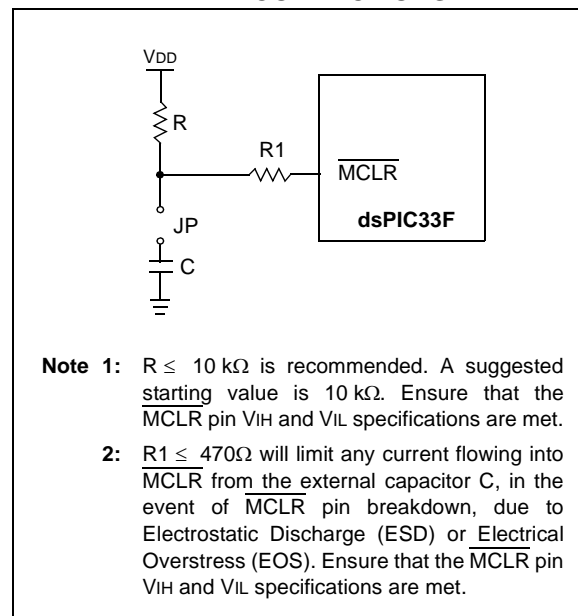 VDD
R
R1
MCLR
JP
dsPIC33F
C
Note 1: R ≤ 10 kΩ is recommended. A suggested
starting value is 10 kΩ. Ensure that the
MCLR pin VIH and VIL specifications are met.
2: R1 ≤ 470Ω will limit any current flowing into
MCLR from the external capacitor C, in the
event of MCLR pin breakdown, due to
Electrostatic Discharge (ESD) or Electrical
Overstress (EOS). Ensure that the MCLR pin
VIH and VIL specifications are met.